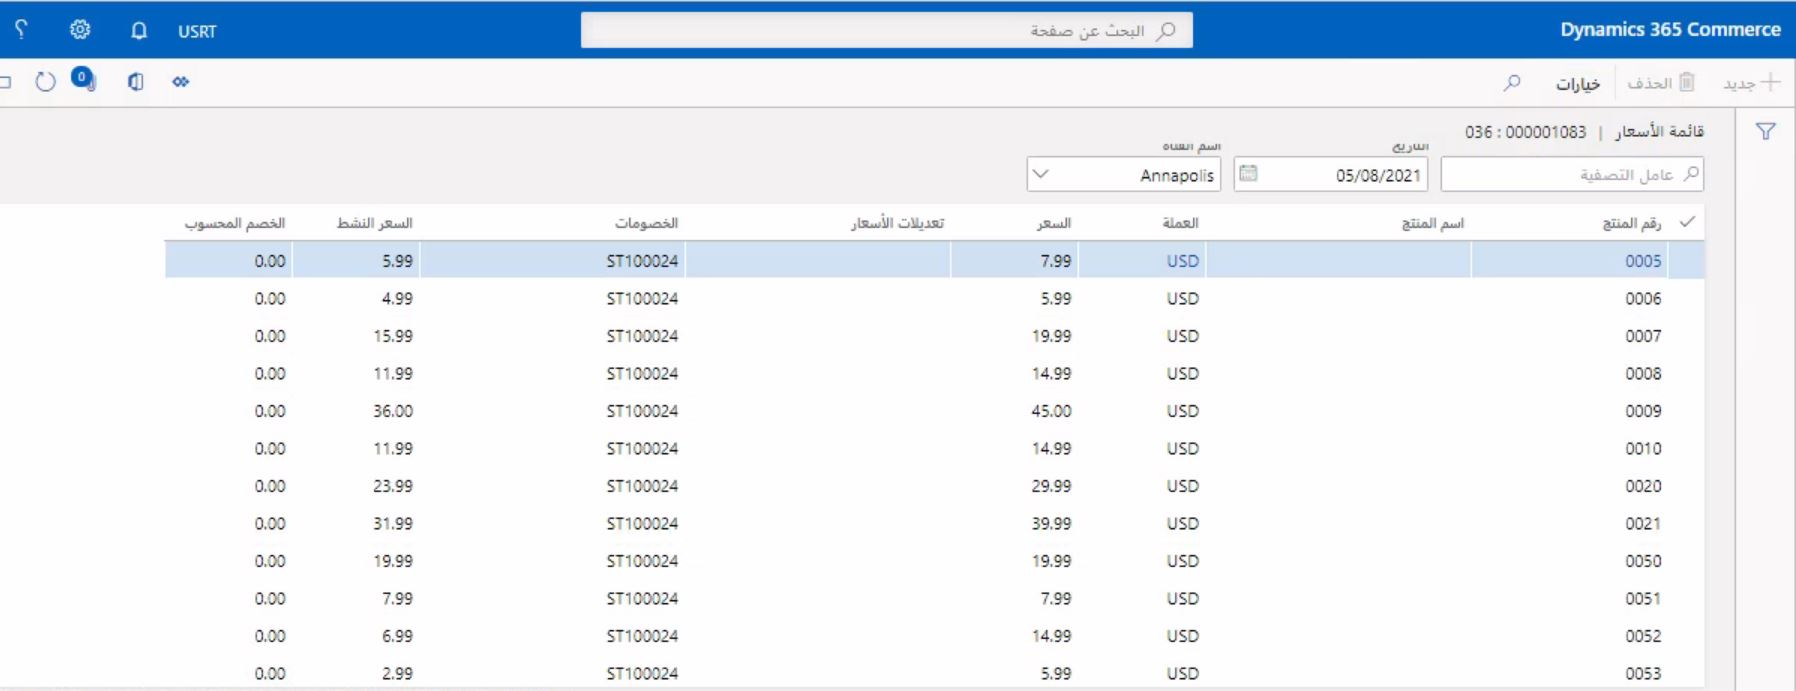 Dynamics 365 Commerce البحث عن صفحة USRT ؟
جديد الحذف خيارات 0
قائمة الأسعار | 000001083 : 036
التاريخ اسم القناة
عامل التصفية 05/08/2021 Annapolis
رقم المنتج اسم المنتج العملة السعر تعديلات الأسعار الخصومات السعر النشط الخصم المحسوب
0005 USD 7.99 ST100024 5.99 0.00
0006 USD 5.99 ST100024 4.99 0.00
0007 USD 19.99 ST100024 15.99 0.00
0008 USD 14.99 ST100024 11.99 0.00
0009 USD 45.00 ST100024 36.00 0.00
0010 USD 14.99 ST100024 11.99 0.00
0020 USD 29.99 ST100024 23.99 0.00
0021 USD 39.99 ST100024 31.99 0.00
0050 USD 19.99 ST100024 19.99 0.00
0051 USD 7.99 ST100024 7.99 0.00
0052 USD 14.99 ST100024 6.99 0.00
0053 USD 5.99 ST100024 2.99 0.00